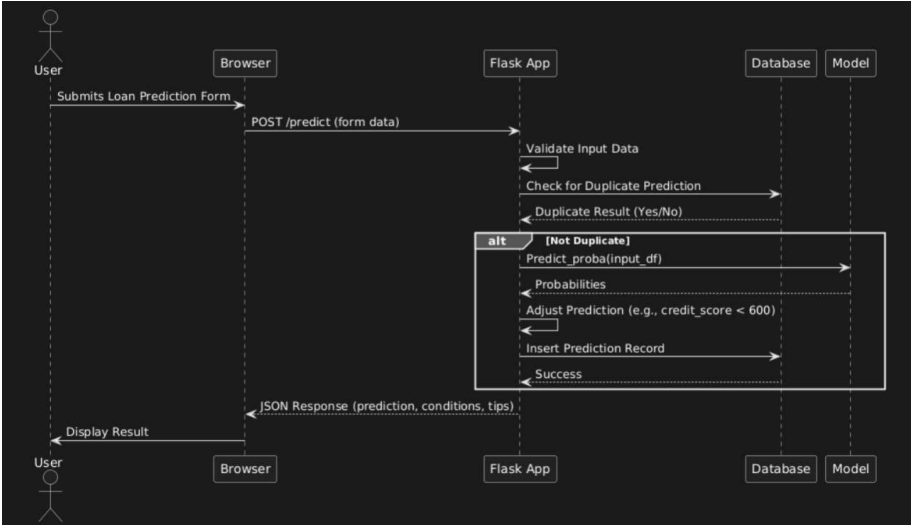 User
Browser
Flask App
Database
Model
Submits Loan Prediction Form
POST /predict (form data)
Validate Input Data
Check for Duplicate Prediction
Duplicate Result (Yes/No)
alt
[Not Duplicate]
Predict_proba(input_df)
Probabilities
Adjust Prediction (e.g., credit_score < 600)
Insert Prediction Record
Success
JSON Response (prediction, conditions, tips)
Display Result
User
Browser
Flask App
Database
Model